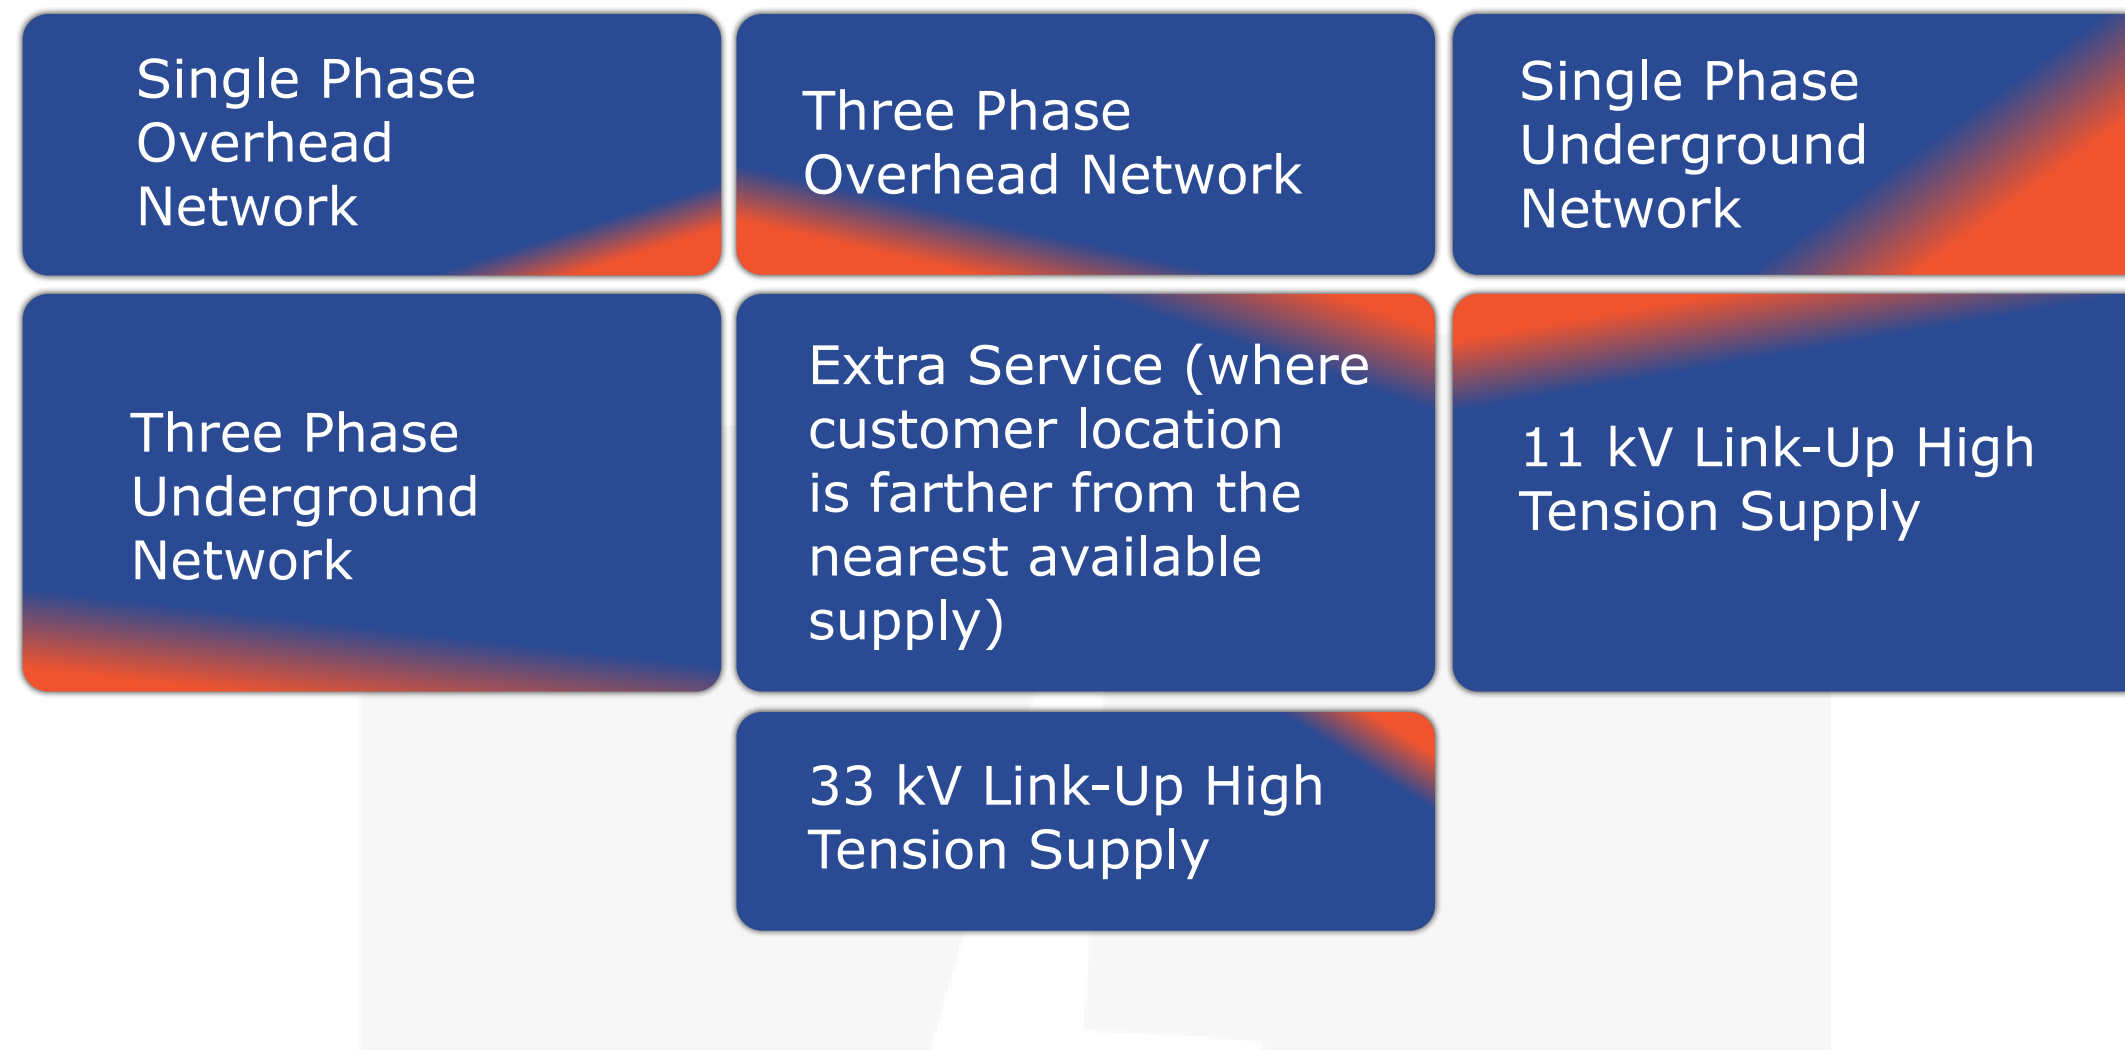 Single Phase
Overhead
Network
Three Phase
Overhead Network
Single Phase
Underground
Network
Three Phase
Underground
Network
Extra Service (where
customer location
is farther from the
nearest available
supply)
11 kV Link-Up High
Tension Supply
33 kV Link-Up High
Tension Supply